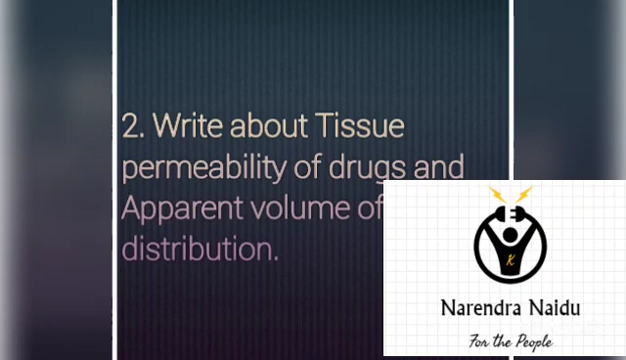 2. Write about Tissue
permeability of drugs and
Apparent volume of
distribution.
K
Narendra Naidu
For the People